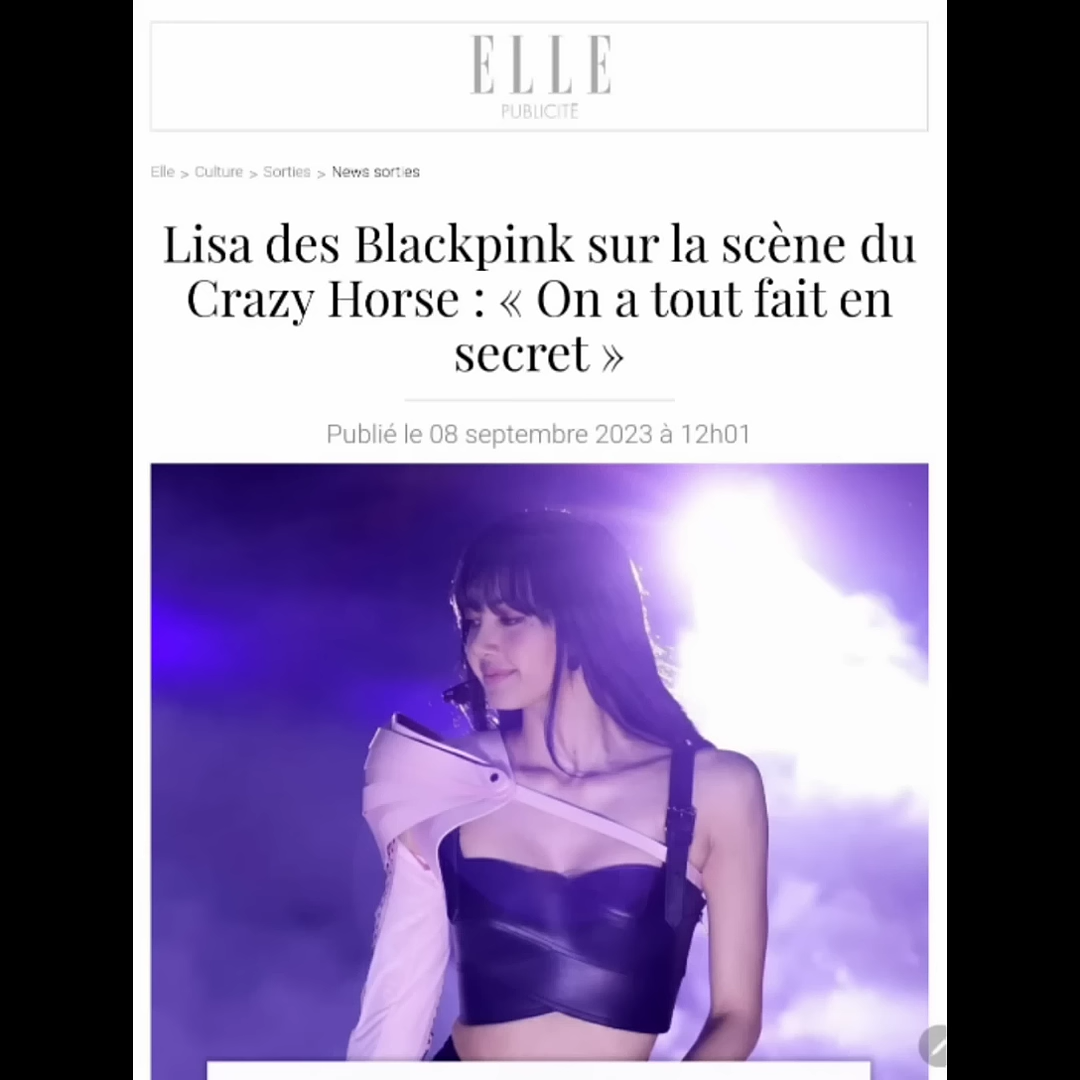 ELLE
PUBLICITÉ
Elle > Culture > Sorties > News sorties
Lisa des Blackpink sur la scène du
Crazy Horse : « On a tout fait en
secret »
Publié le 08 septembre 2023 à 12h01